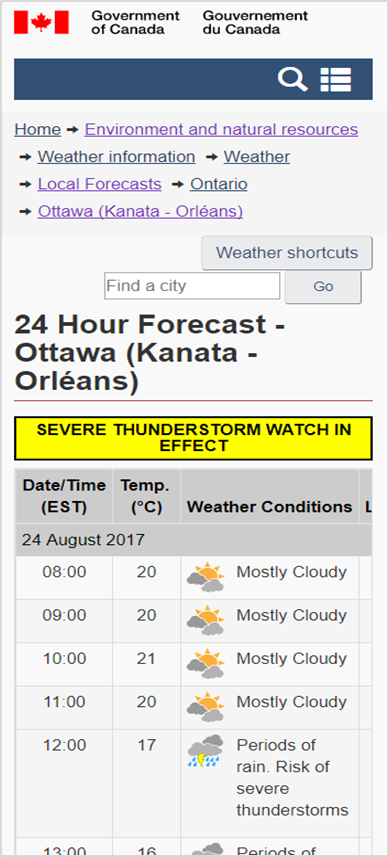 Government of Canada
Gouvernement du Canada
Home → Environment and natural resources
→ Weather information → Weather
→ Local Forecasts → Ontario
→ Ottawa (Kanata - Orléans)
Weather shortcuts
Find a city Go
24 Hour Forecast -
Ottawa (Kanata -
Orléans)
SEVERE THUNDERSTORM WATCH IN
EFFECT
Date/Time (EST) Temp. (°C) Weather Conditions L
24 August 2017
08:00 20 Mostly Cloudy
09:00 20 Mostly Cloudy
10:00 21 Mostly Cloudy
11:00 20 Mostly Cloudy
12:00 17 Periods of
rain. Risk of
severe
thunderstorms
13:00 16 Periods of